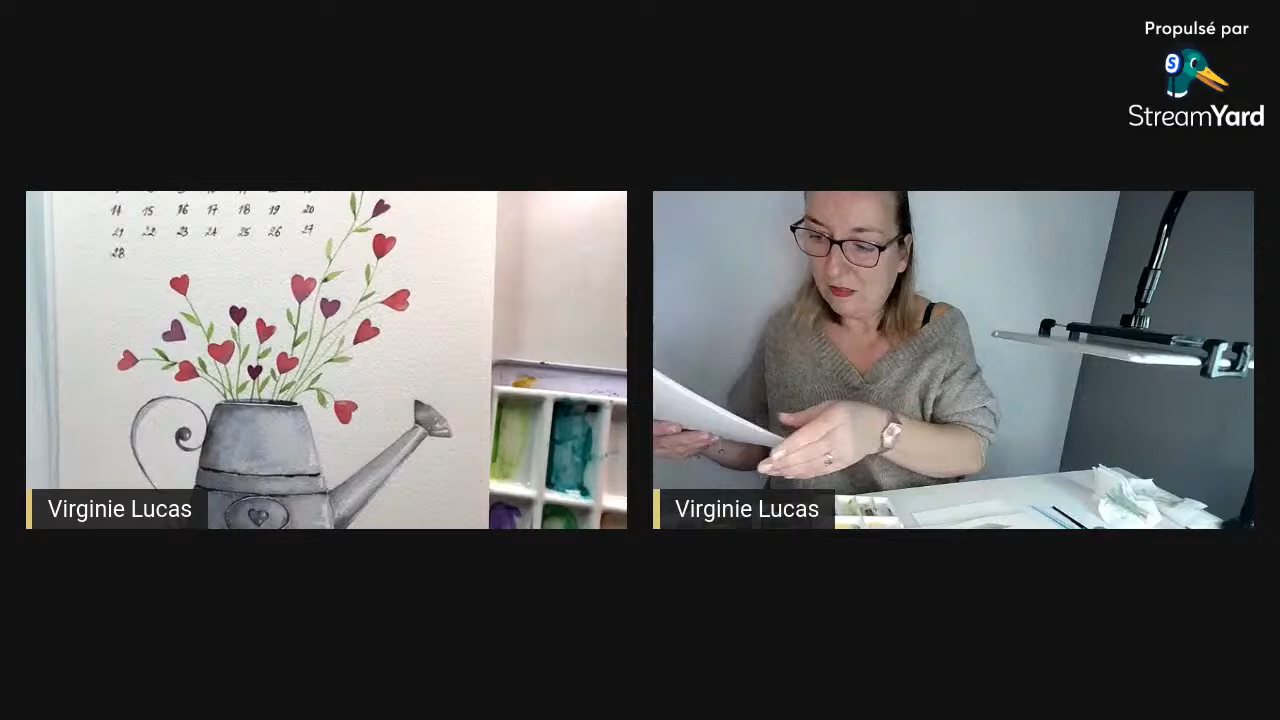 Propulsé par
S
StreamYard
14 15 16 17 18 19 20
21 22 23 24 25 26 27
28
Virginie Lucas
Virginie Lucas